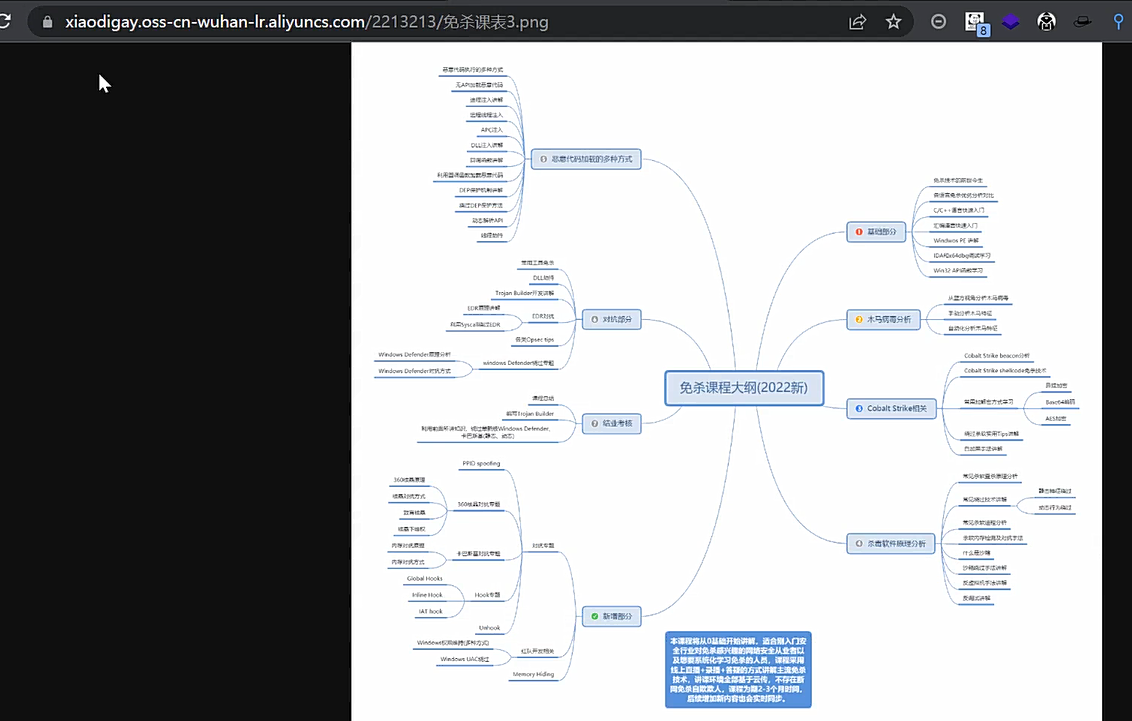 xiaodigay.oss-cn-wuhan-lr.aliyuncs.com/2213213/免杀课表3.png
8
免杀课程大纲(2022新)
1 基础部分
免杀技术的前世今生
各语言免杀优劣分析对比
C/C++语言快速入门
汇编语言快速入门
Windwos PE 讲解
IDA和x64dbg调试学习
Win32 API函数学习
2 木马病毒分析
从蓝方视角分析木马病毒
手动分析木马特征
自动化分析木马特征
3 Cobalt Strike相关
Cobalt Strike beacon分析
Cobalt Strike shellcode免杀技术
常用加解密方式学习
异或加密
Base64编码
AES加密
绕过杀软常用Tips讲解
白加黑手法讲解
4 杀毒软件原理分析
常见杀软查杀原理分析
常见绕过技术讲解
静态特征绕过
动态行为绕过
常见杀软进程分析
杀软内存检测及对抗手法
什么是沙箱
沙箱绕过手法讲解
反虚拟机手法讲解
反调试讲解
5 恶意代码加载的多种方式
恶意代码执行的多种方式
无API加载恶意代码
进程注入讲解
远程线程注入
APC注入
DLL注入讲解
回调函数讲解
利用回调函数加载恶意代码
DEP保护机制讲解
绕过DEP保护方法
动态解析API
线程劫持
6 对抗部分
常用工具免杀
DLL劫持
Trojan Builder开发讲解
EDR对抗
EDR原理讲解
利用Syscall绕过EDR
各类Opsec tips
windows Defender绕过专题
Windows Defender原理分析
Windows Defender对抗方式
7 结业考核
课程总结
编写Trojan Builder
利用前面所讲知识，绕过最新版Windows Defender、
卡巴斯基(静态、动态)
新增部分
对抗专题
PPID spoofing
360核晶对抗专题
360核晶原理
核晶对抗方式
致盲核晶
核晶下维权
卡巴斯基对抗专题
内存对抗原理
内存对抗方式
Hook专题
Global Hooks
Inline Hook
IAT hook
Unhook
红队开发相关
Windows权限维持(多种方式)
Windows UAC绕过
Memory Hiding
本课程将从0基础开始讲解，适合刚入门安
全行业对免杀感兴趣的网络安全从业者以
及想要系统化学习免杀的人员，课程采用
线上直播+录播+答疑的方式讲解主流免杀
技术，讲课环境全部基于云传，不存在断
网免杀自欺欺人，课程为期2-3个月时间，
后续增加新内容也会实时同步。